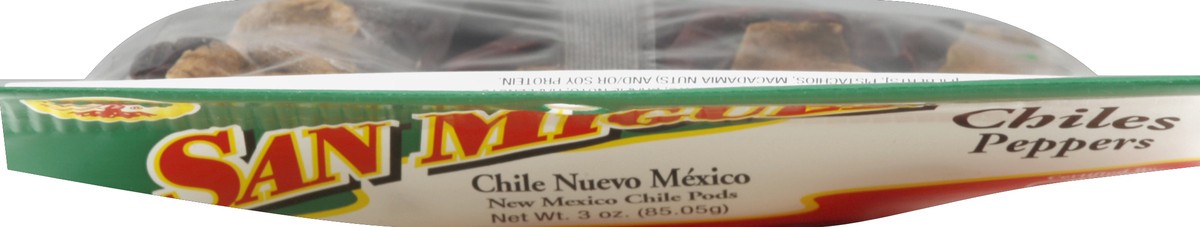 PISTACHIOS, MACADAMIA NUTS) AND/OR SOY PROTEIN.
SAN MIGUEL
Chiles
Peppers
Chile Nuevo México
New Mexico Chile Pods
Net Wt. 3 oz. (85.05g)